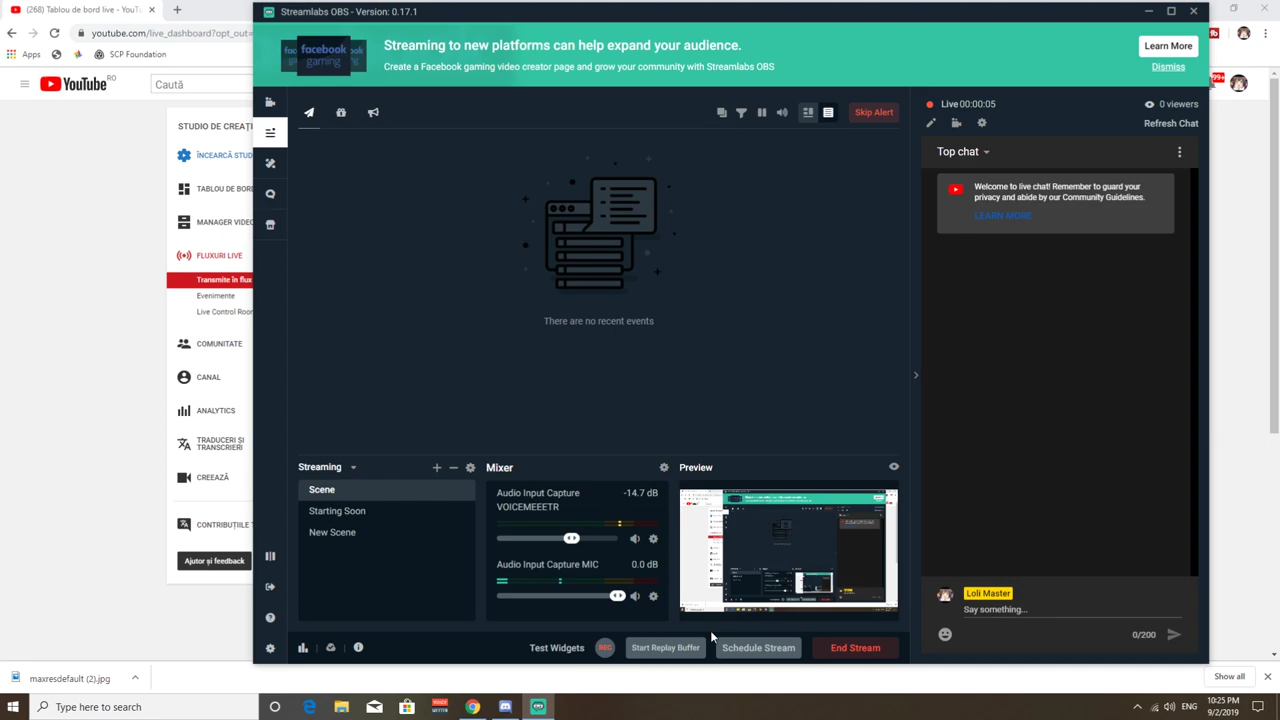 (268) Tablou de bord live - YouT
youtube.com/live_dashboard?opt_out=
Apps
SCP Foundation
YouTube
RO
Caută
99+
STUDIO DE CREAȚI
ÎNCEARCĂ STUD
TABLOU DE BORD
MANAGER VIDEO
FLUXURI LIVE
Transmite în flux
Evenimente
Live Control Roor
COMUNITATE
CANAL
ANALYTICS
TRADUCERI ȘI
TRANSCRIERI
CREEAZĂ
CONTRIBUȚIILE
Ajutor și feedback
Streamlabs OBS - Version: 0.17.1
facebook
gaming
Streaming to new platforms can help expand your audience.
Create a Facebook gaming video creator page and grow your community with Streamlabs OBS
Learn More
Dismiss
Skip Alert
There are no recent events
Streaming
Scene
Starting Soon
New Scene
Mixer
Audio Input Capture
VOICEMEEETR
-14.7 dB
Audio Input Capture MIC
0.0 dB
Preview
Test Widgets
REC
Start Replay Buffer
Schedule Stream
End Stream
Live 00:00:05
0 viewers
Refresh Chat
Top chat
Welcome to live chat! Remember to guard your
privacy and abide by our Community Guidelines.
LEARN MORE
Loli Master
Say something...
0/200
maxresdefault (2).jpg
Show all
Type here to search
ENG
10:25 PM
9/2/2019